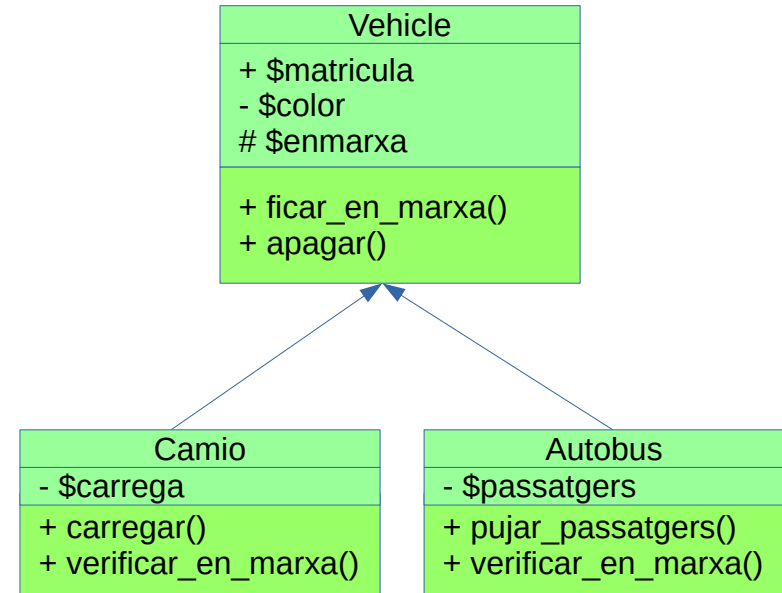 Vehicle
+ $matricula
- $color
# $enmarxa
+ ficar_en_marxa()
+ apagar()
Camio
- $carrega
+ carregar()
+ verificar_en_marxa()
Autobus
- $passatgers
+ pujar_passatgers()
+ verificar_en_marxa()